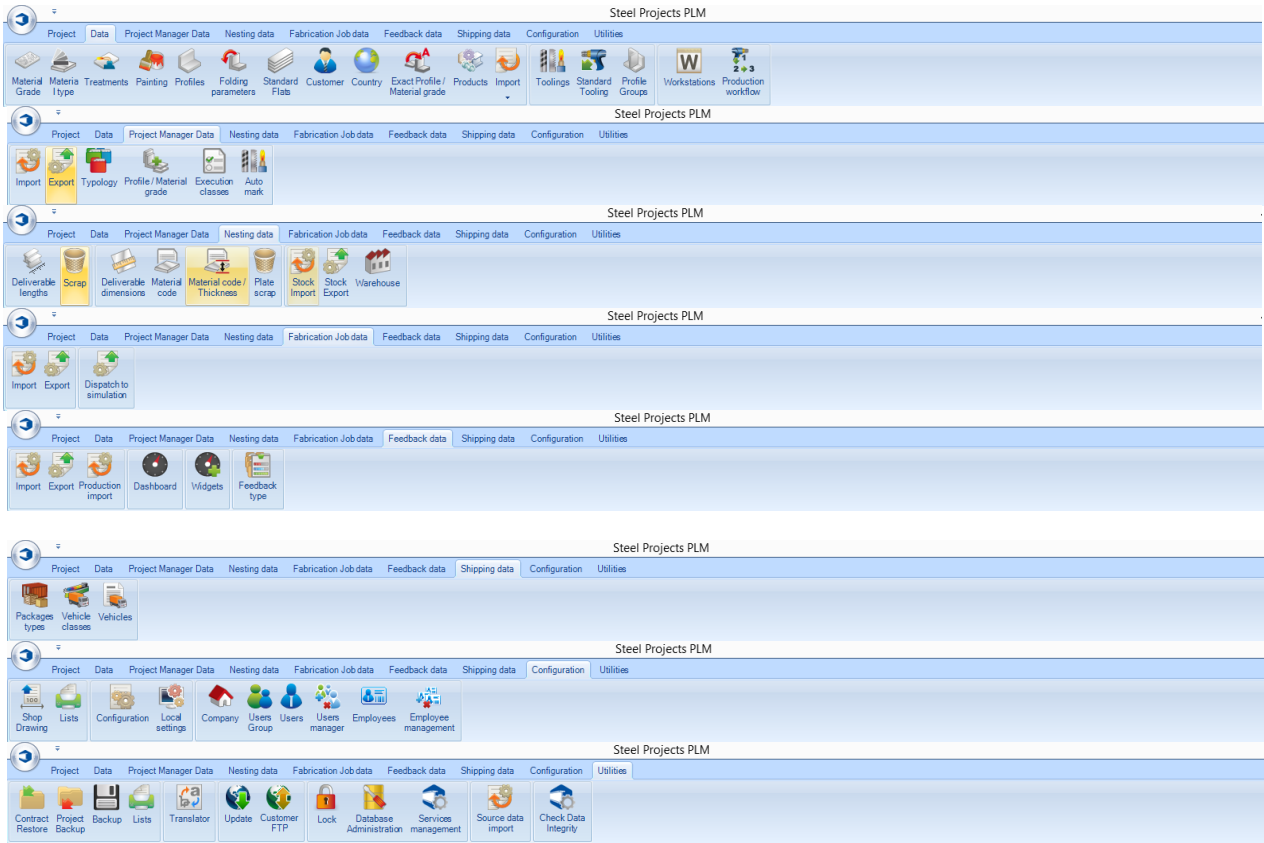 Steel Projects PLM
Project Data Project Manager Data Nesting data Fabrication Job data Feedback data Shipping data Configuration Utilities
Material Materia Treatments Painting Profiles Folding Standard Customer Country Exact Profile / Products Import Toolings Standard Profile Workstations Production
Grade l type parameters Flats Material grade Tooling Groups workflow
Steel Projects PLM
Project Data Project Manager Data Nesting data Fabrication Job data Feedback data Shipping data Configuration Utilities
Import Export Typology Profile / Material Execution Auto
grade classes mark
Steel Projects PLM
Project Data Project Manager Data Nesting data Fabrication Job data Feedback data Shipping data Configuration Utilities
Deliverable Scrap Deliverable Material Material code / Plate Stock Stock Warehouse
lengths dimensions code Thickness scrap Import Export
Steel Projects PLM
Project Data Project Manager Data Nesting data Fabrication Job data Feedback data Shipping data Configuration Utilities
Import Export Dispatch to
simulation
Steel Projects PLM
Project Data Project Manager Data Nesting data Fabrication Job data Feedback data Shipping data Configuration Utilities
Import Export Production Dashboard Widgets Feedback
import type
Steel Projects PLM
Project Data Project Manager Data Nesting data Fabrication Job data Feedback data Shipping data Configuration Utilities
Packages Vehicle Vehicles
types classes
Steel Projects PLM
Project Data Project Manager Data Nesting data Fabrication Job data Feedback data Shipping data Configuration Utilities
Shop Lists Configuration Local Company Users Users Users Employees Employee
Drawing settings Group manager management
Steel Projects PLM
Project Data Project Manager Data Nesting data Fabrication Job data Feedback data Shipping data Configuration Utilities
Contract Project Backup Lists Translator Update Customer Lock Database Services Source data Check Data
Restore Backup FTP Administration management import Integrity